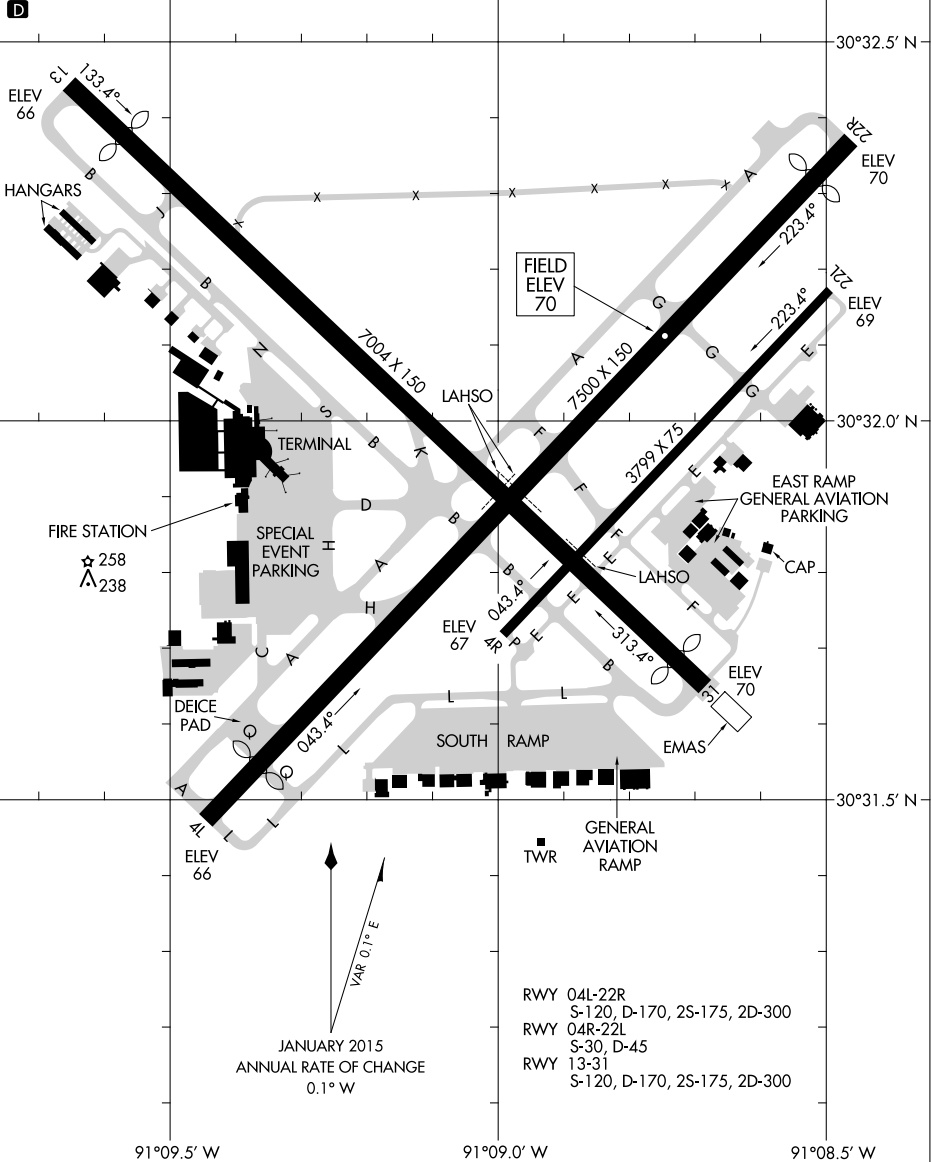 D
30°32.5' N
13
133.4°
ELEV
66
22R
ELEV
70
B
A
HANGARS
J
X
X
X
X
X
X
223.4°
FIELD
ELEV
70
22L
B
G
223.4°
ELEV
69
N
7004 X 150
A
G
E
7500 X 150
G
LAHSO
S
30°32.0' N
TERMINAL
B
K
F
3799 X 75
E
EAST RAMP
GENERAL AVIATION
PARKING
F
D
B
FIRE STATION
SPECIAL
EVENT
PARKING
H
F
E
258
238
A
B
LAHSO
CAP
043.4°
E
F
H
ELEV
67
4R
P
E
313.4°
C
A
B
ELEV
70
31
L
L
DEICE
PAD
Q
043.4°
L
SOUTH RAMP
EMAS
Q
A
30°31.5' N
4L
L
L
ELEV
66
GENERAL
AVIATION
RAMP
TWR
VAR 0.1° E
RWY 04L-22R
S-120, D-170, 2S-175, 2D-300
RWY 04R-22L
S-30, D-45
RWY 13-31
S-120, D-170, 2S-175, 2D-300
JANUARY 2015
ANNUAL RATE OF CHANGE
0.1° W
91°09.5' W
91°09.0' W
91°08.5' W